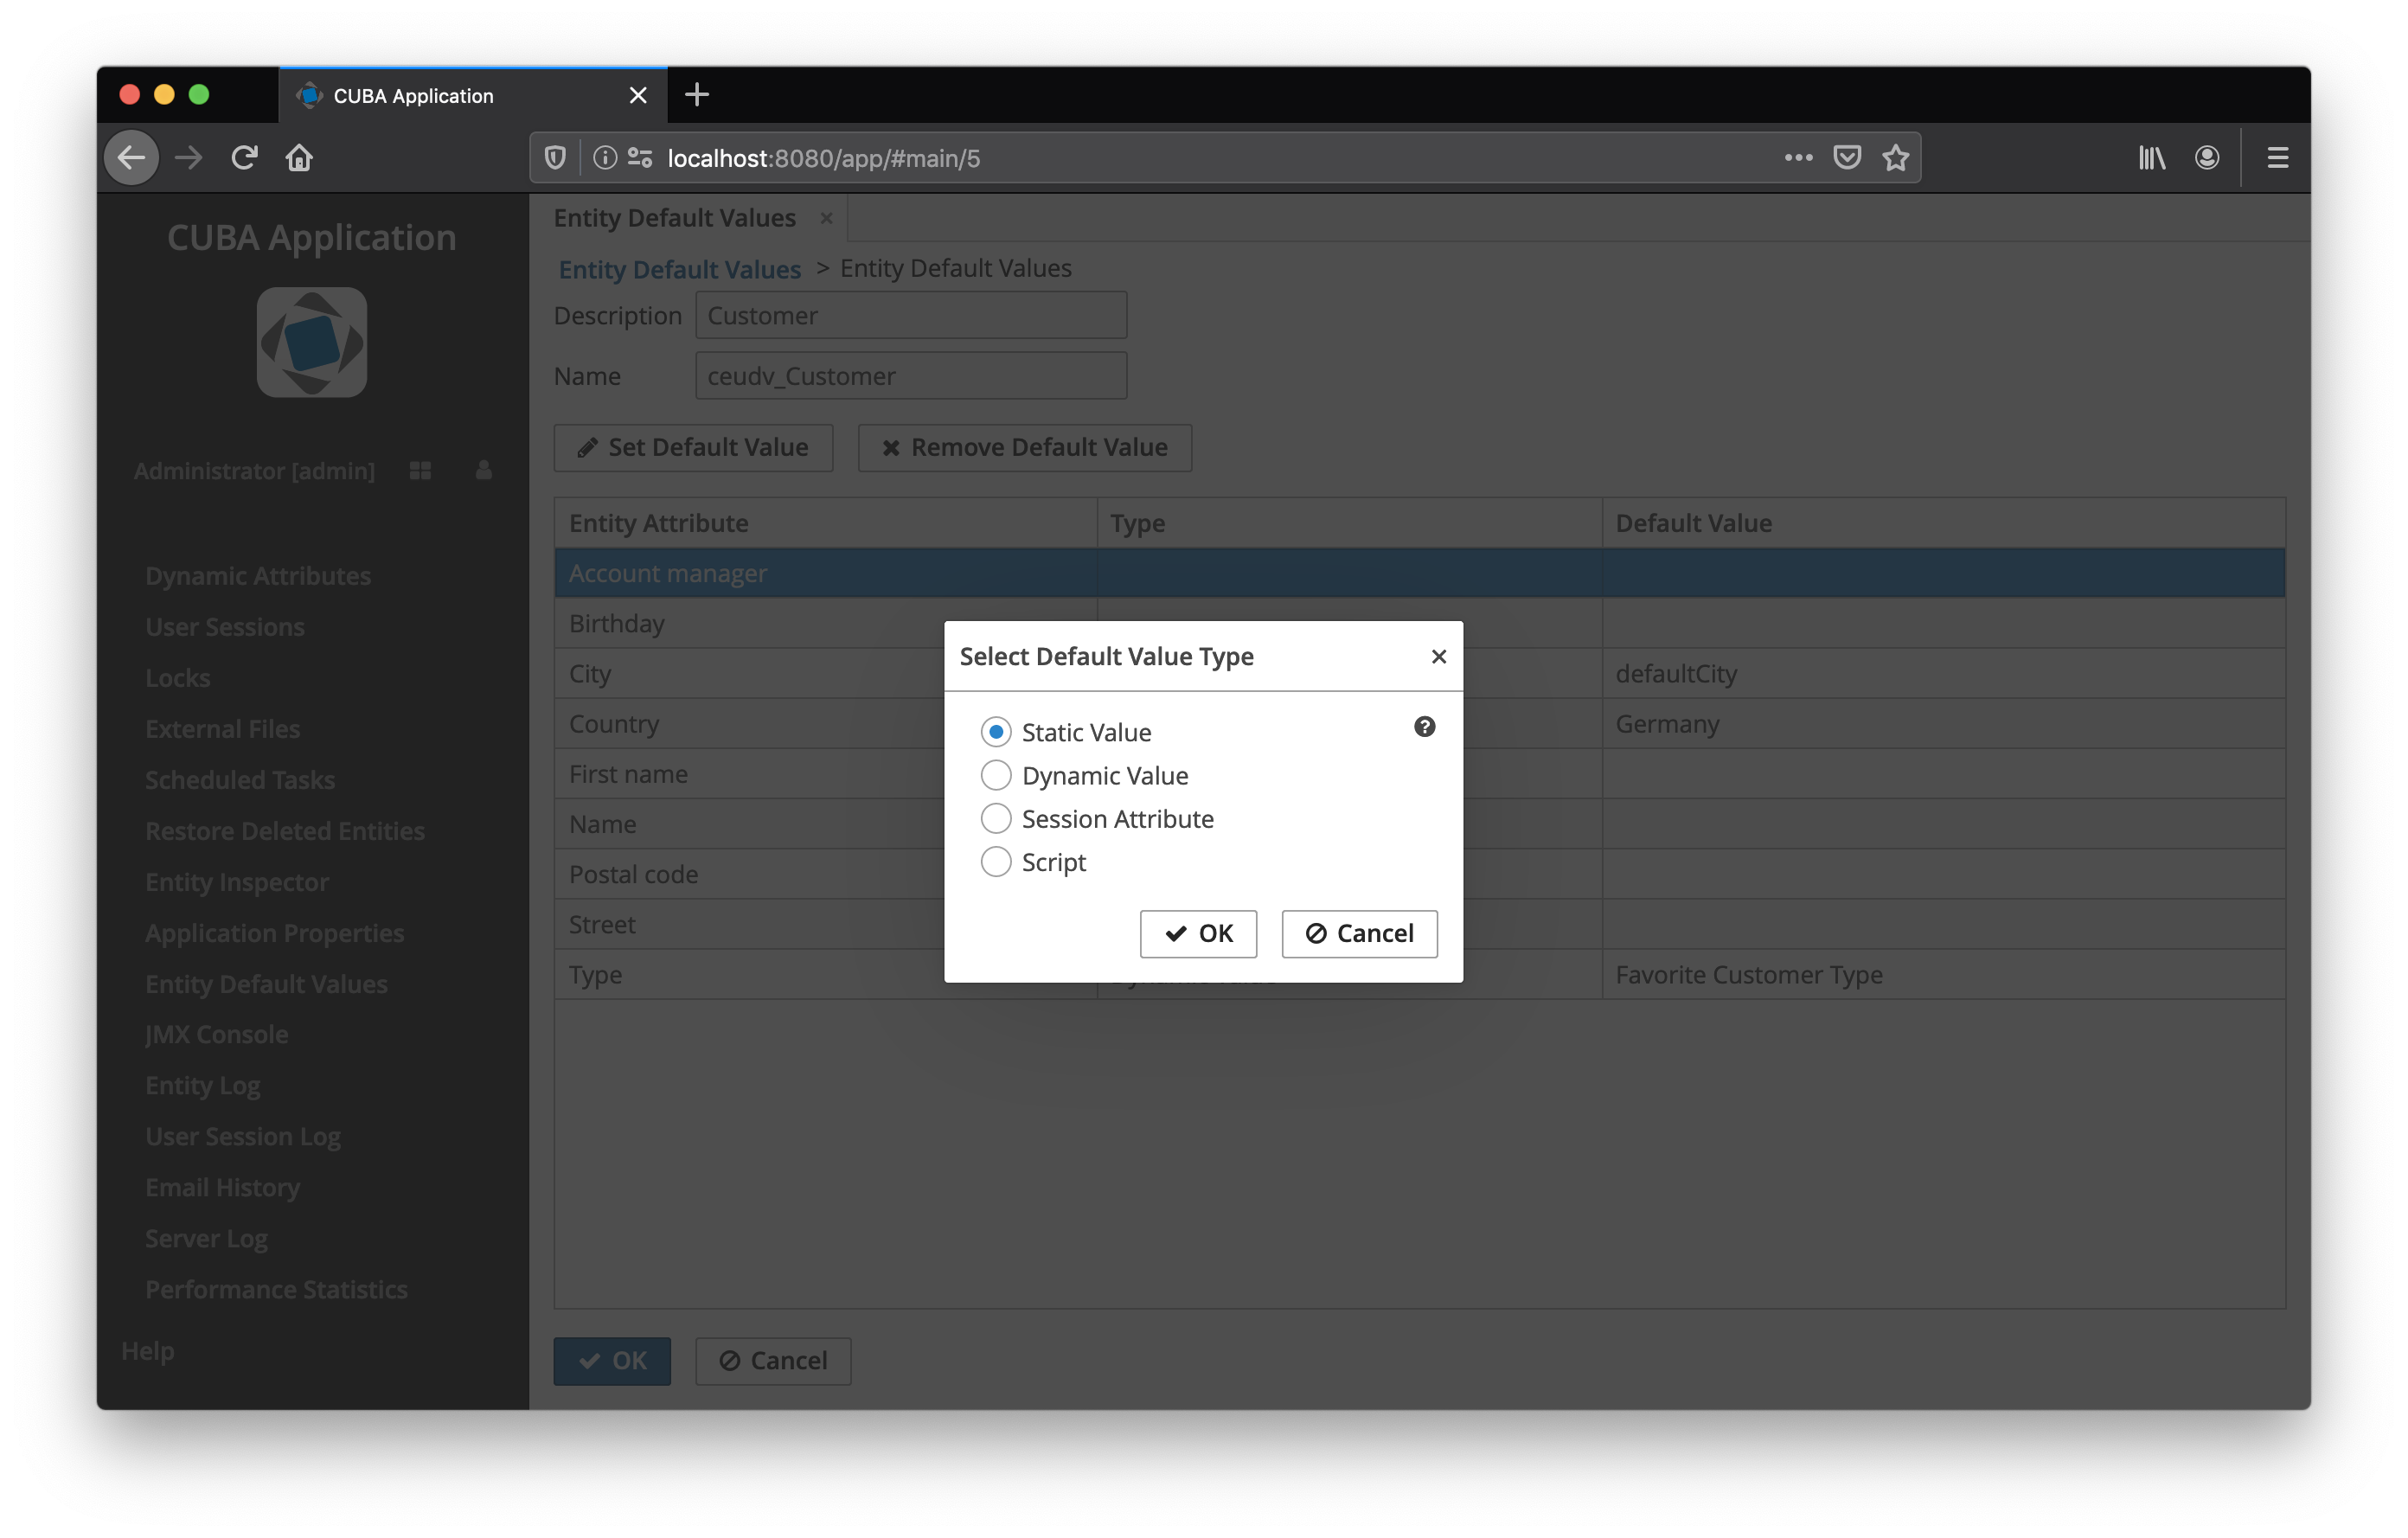 CUBA Application
localhost:8080/app/#main/5
CUBA Application
Administrator [admin]
Dynamic Attributes
User Sessions
Locks
External Files
Scheduled Tasks
Restore Deleted Entities
Entity Inspector
Application Properties
Entity Default Values
JMX Console
Entity Log
User Session Log
Email History
Server Log
Performance Statistics
Help
Entity Default Values
Entity Default Values > Entity Default Values
Description Customer
Name ceudv_Customer
Set Default Value Remove Default Value
Entity Attribute Type Default Value
Account manager
Birthday
City defaultCity
Country Germany
First name
Name
Postal code
Street
Type Favorite Customer Type
OK Cancel
Select Default Value Type
Static Value
Dynamic Value
Session Attribute
Script
OK Cancel